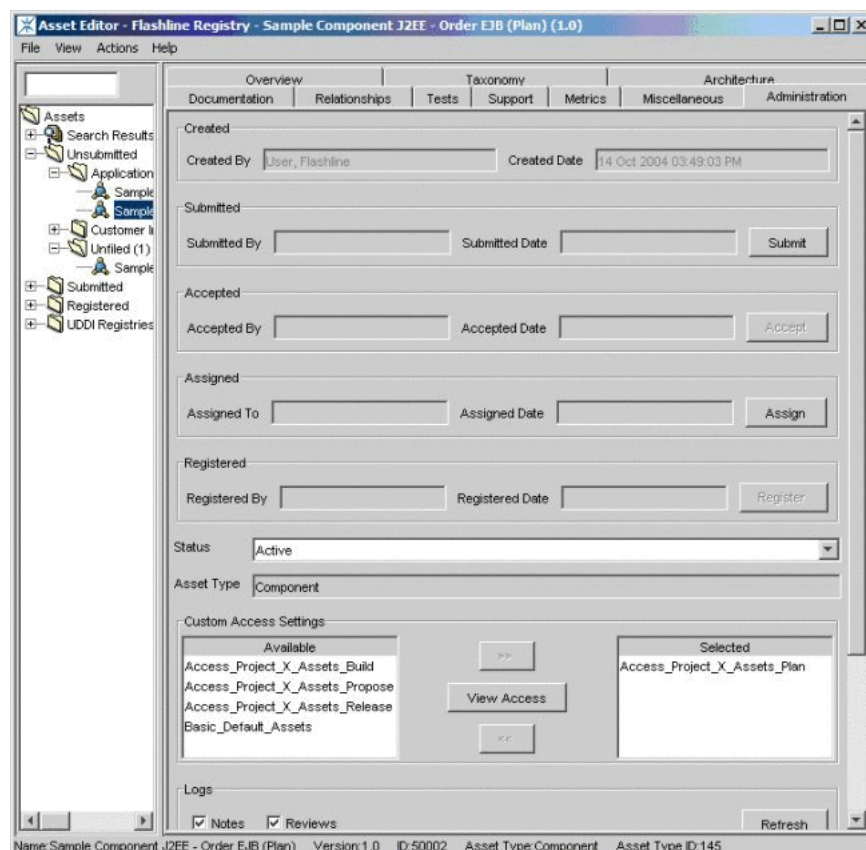 Asset Editor - Flashline Registry - Sample Component J2EE - Order EJB (Plan) (1.0)
File View Actions Help
Overview Taxonomy Architecture
Documentation Relationships Tests Support Metrics Miscellaneous Administration
Assets
Search Results
Unsubmitted
Application
Sample
Sample
Customer
Unfiled (1)
Sample
Submitted
Registered
UDDI Registries
Created
Created By User, Flashline Created Date 14 Oct 2004 03:49:03 PM
Submitted
Submitted By Submitted Date Submit
Accepted
Accepted By Accepted Date Accept
Assigned
Assigned To Assigned Date Assign
Registered
Registered By Registered Date Register
Status Active
Asset Type Component
Custom Access Settings
Available
Access_Project_X_Assets_Build
Access_Project_X_Assets_Propose
Access_Project_X_Assets_Release
Basic_Default_Assets
>>
View Access
<<
Selected
Access_Project_X_Assets_Plan
Logs
Notes Reviews Refresh
Name:Sample Component J2EE - Order EJB (Plan) Version:1.0 ID:50002 Asset Type:Component Asset Type ID:145